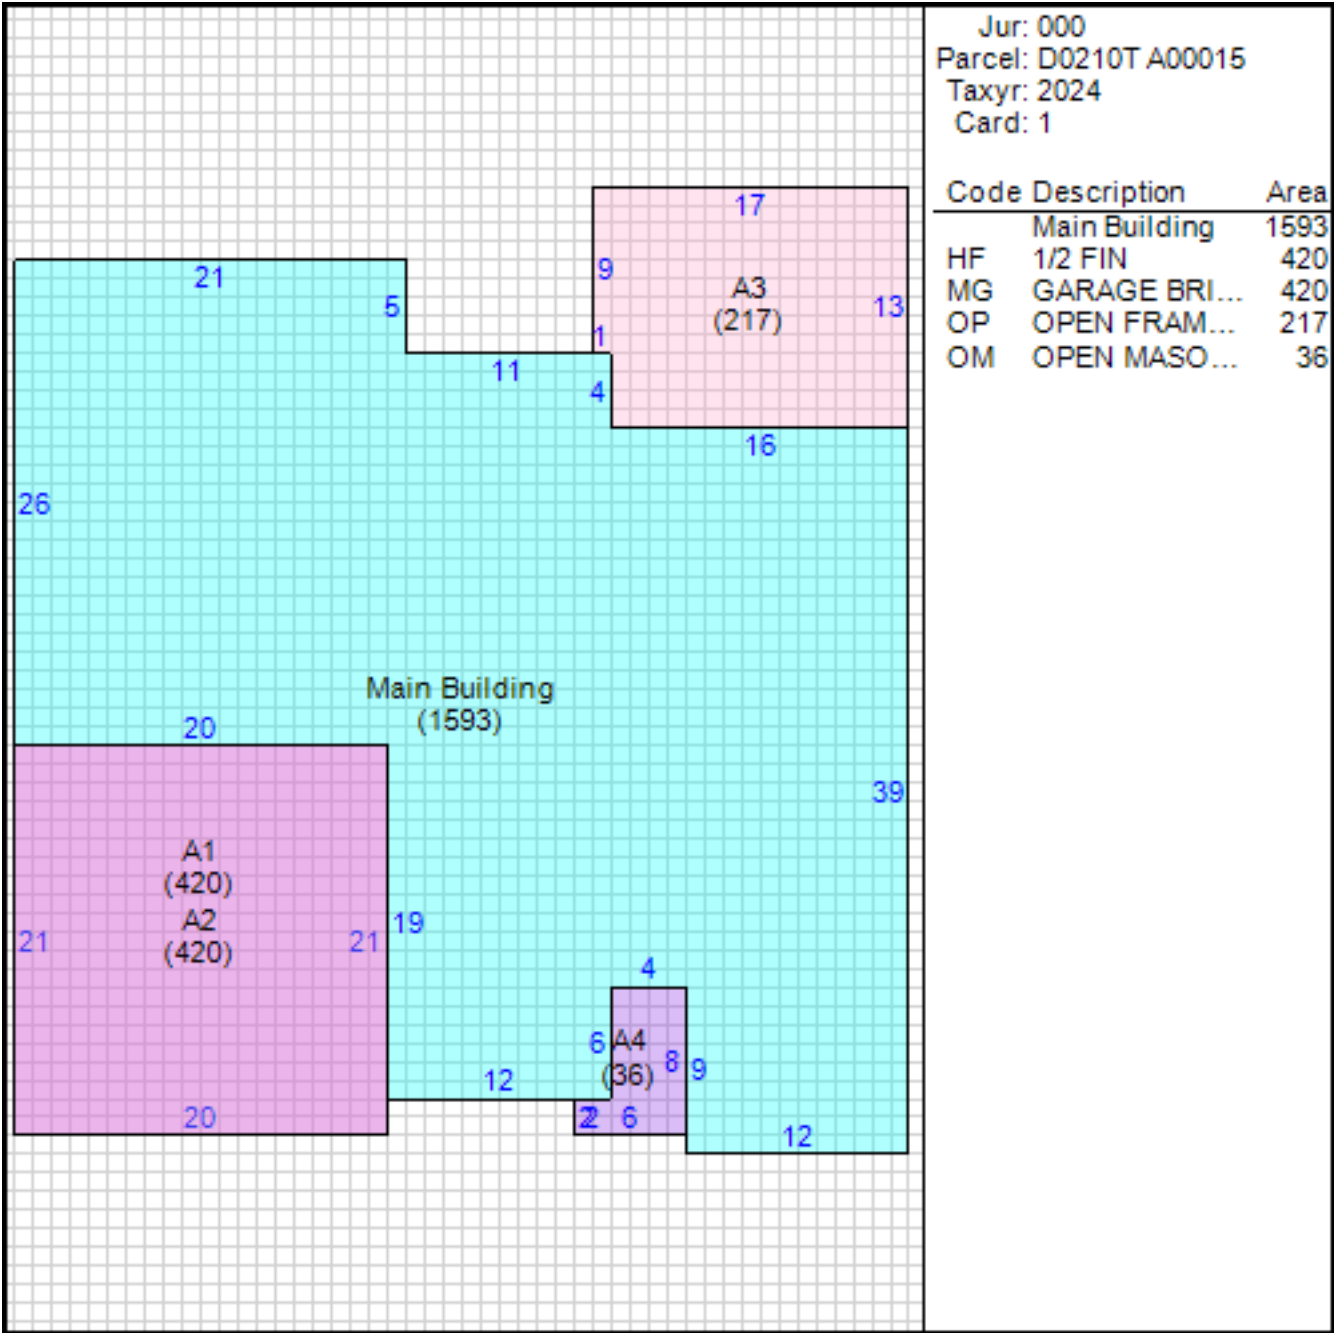 Jur: 000
Parcel: D0210T A00015
Taxyr: 2024
Card: 1
Code Description Area
Main Building 1593
HF 1/2 FIN 420
MG GARAGE BRI... 420
OP OPEN FRAM... 217
OM OPEN MASO... 36
17
9
A3
(217)
13
1
21
5
11
4
16
26
Main Building
(1593)
20
39
A1
(420)
A2
(420)
21
21
19
20
4
6
A4
(36)
8
9
12
2
2
6
12